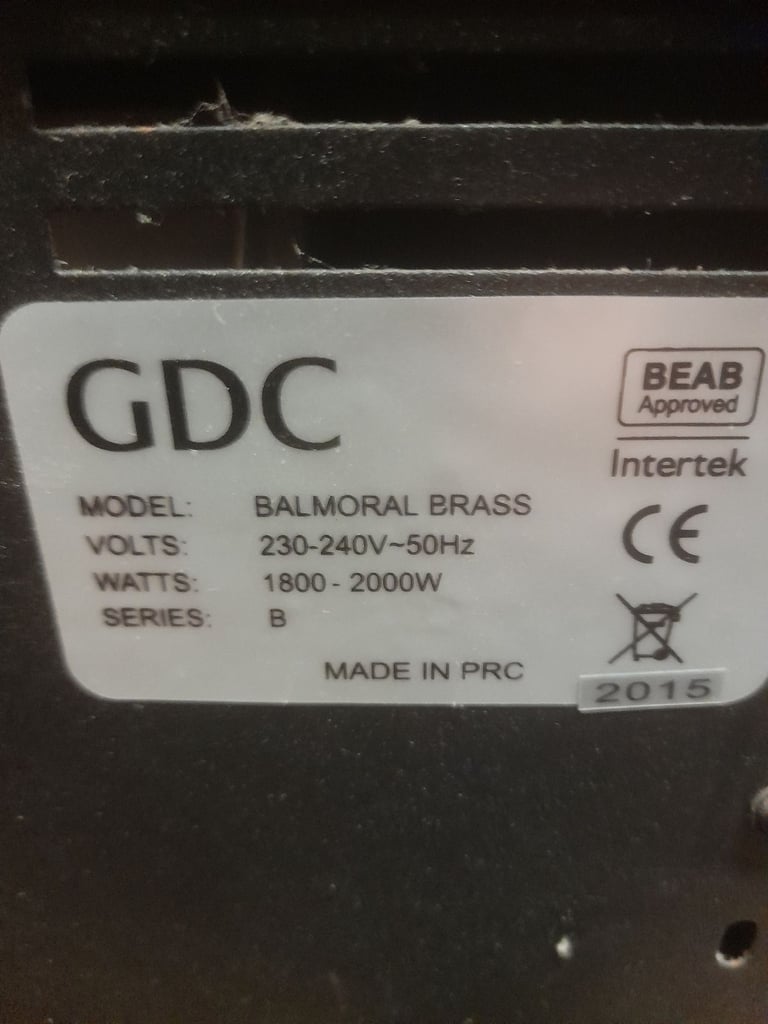 GDC
BEAB
Approved
Intertek
MODEL: BALMORAL BRASS
VOLTS: 230-240V~50Hz
WATTS: 1800 - 2000W
SERIES: B
CE
MADE IN PRC
2015